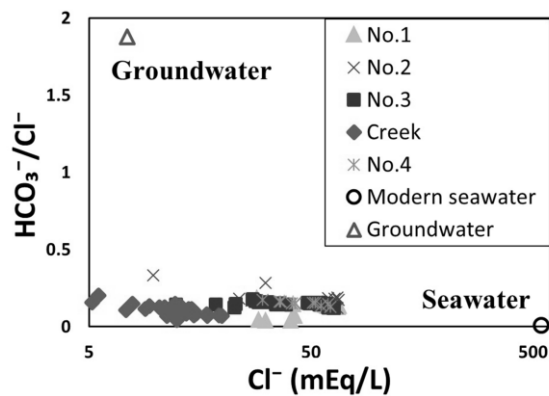 2
1.5
1
0.5
0
HCO₃⁻/Cl⁻
Groundwater
No.1
No.2
No.3
Creek
No.4
Modern seawater
Groundwater
Seawater
5
50
500
Cl⁻ (mEq/L)